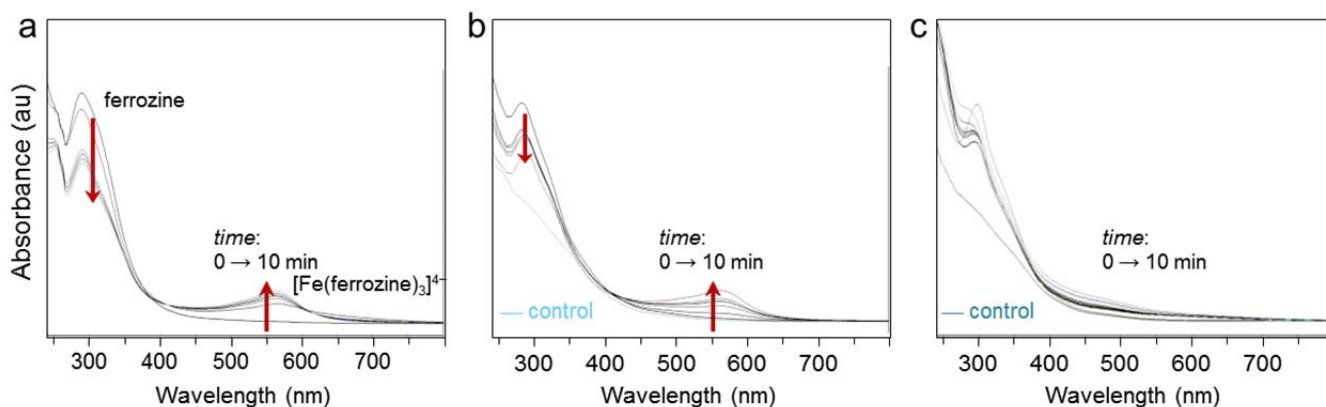 a
Absorbance (au)
ferrozine
time:
0 → 10 min
[Fe(ferrozine)₃]⁴⁻
300 400 500 600 700
Wavelength (nm)
b
time:
0 → 10 min
control
300 400 500 600 700
Wavelength (nm)
c
time:
0 → 10 min
control
300 400 500 600 700
Wavelength (nm)